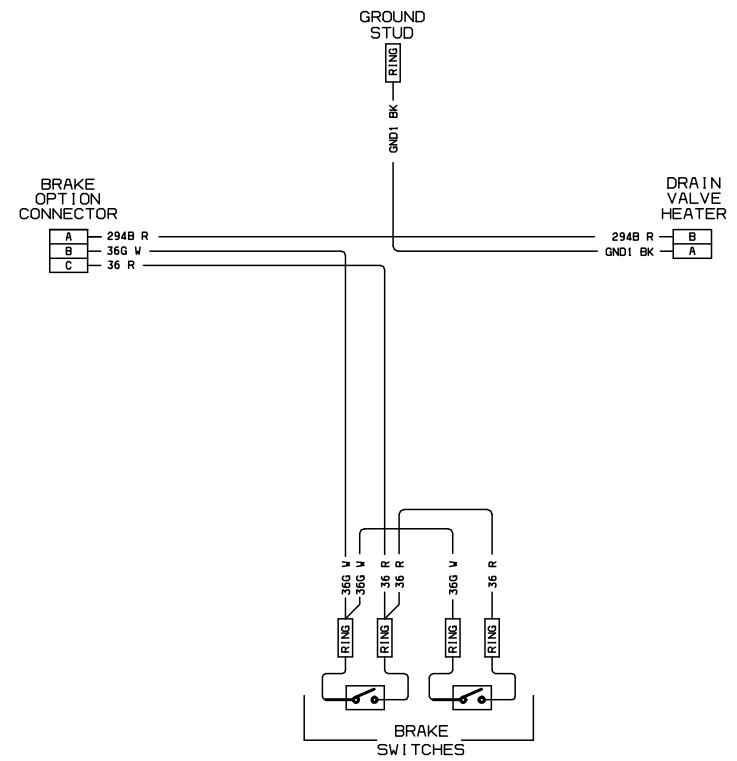 GROUND
STUD
RING
GND1 BK
BRAKE
OPTION
CONNECTOR
DRAIN
VALVE
HEATER
A 294B R
294B R B
B 36G W
GND1 BK A
C 36 R
36G W
36G W
36 R
36 R
36G W
36 R
RING
RING
RING
RING
BRAKE
SWITCHES